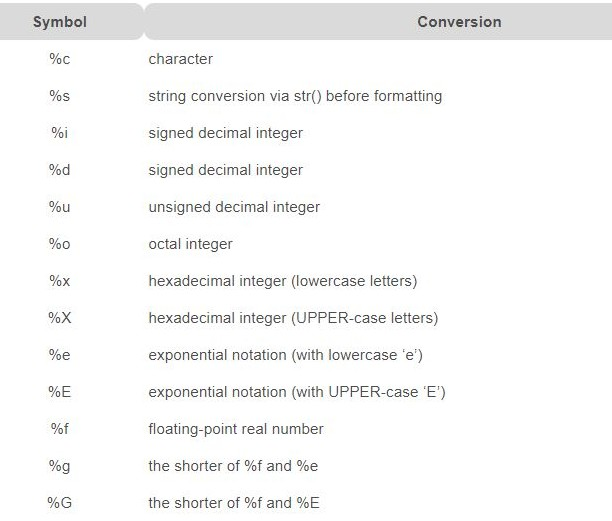 Symbol Conversion
%c character
%s string conversion via str() before formatting
%i signed decimal integer
%d signed decimal integer
%u unsigned decimal integer
%o octal integer
%x hexadecimal integer (lowercase letters)
%X hexadecimal integer (UPPER-case letters)
%e exponential notation (with lowercase ‘e’)
%E exponential notation (with UPPER-case ‘E’)
%f floating-point real number
%g the shorter of %f and %e
%G the shorter of %f and %E